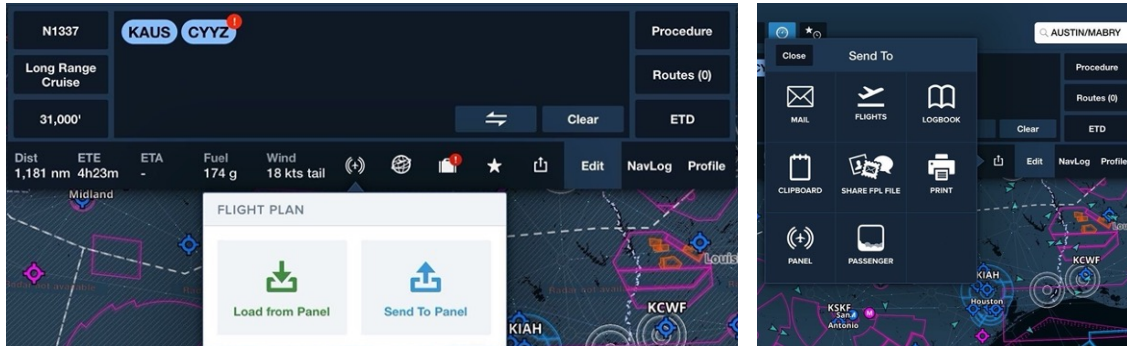 N1337
KAUS CYYZ
!
Procedure
Long Range
Cruise
Routes (0)
31,000'
Clear
ETD
Dist ETE ETA Fuel Wind
1,181 nm 4h23m - 174 g 18 kts tail
!
Edit NavLog Profile
Midland
FLIGHT PLAN
Load from Panel
Send To Panel
Louis
KCWF
KIAH
AUSTIN/MABRY
Close Send To
Procedure
Routes (0)
MAIL FLIGHTS LOGBOOK
Clear ETD
Edit NavLog Profile
CLIPBOARD SHARE FPL FILE PRINT
PANEL PASSENGER
Lou
KCWF
KIAH
Houston
KSKF
San
Antonio
M